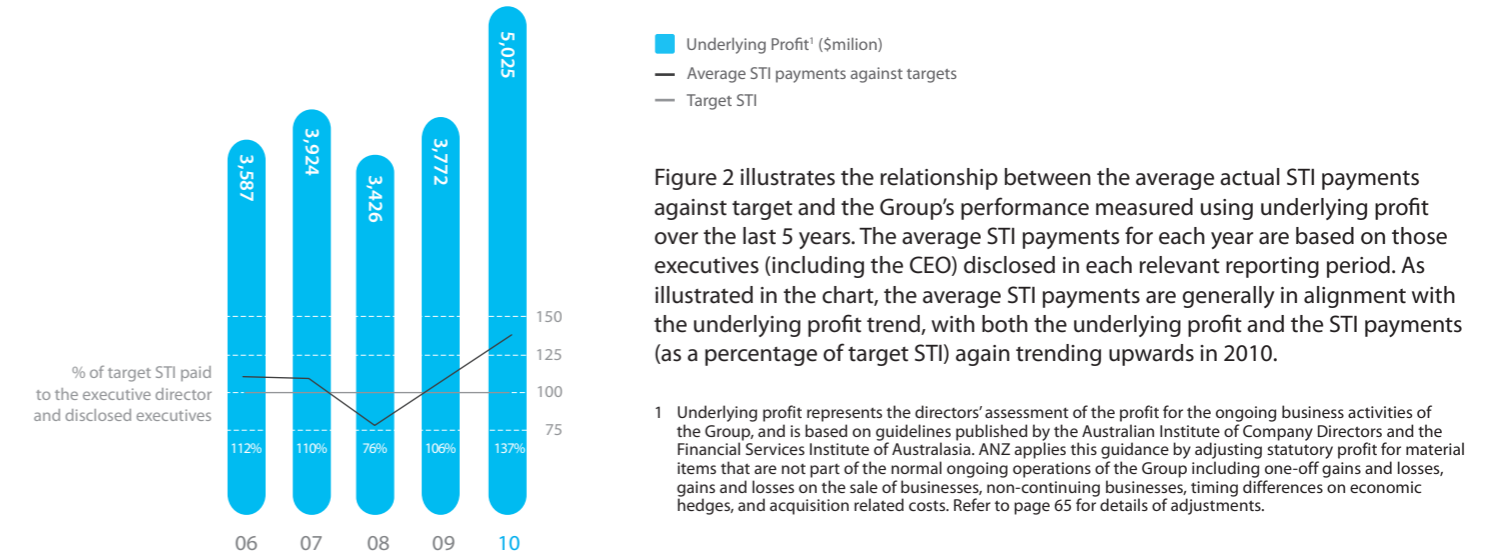 3,587
3,924
3,426
3,772
5,025
150
125
100
75
% of target STI paid
to the executive director
and disclosed executives
112%
110%
76%
106%
137%
06
07
08
09
10
Underlying Profit¹ ($milion)
Average STI payments against targets
Target STI
Figure 2 illustrates the relationship between the average actual STI payments
against target and the Group’s performance measured using underlying profit
over the last 5 years. The average STI payments for each year are based on those
executives (including the CEO) disclosed in each relevant reporting period. As
illustrated in the chart, the average STI payments are generally in alignment with
the underlying profit trend, with both the underlying profit and the STI payments
(as a percentage of target STI) again trending upwards in 2010.
1 Underlying profit represents the directors’ assessment of the profit for the ongoing business activities of
the Group, and is based on guidelines published by the Australian Institute of Company Directors and the
Financial Services Institute of Australasia. ANZ applies this guidance by adjusting statutory profit for material
items that are not part of the normal ongoing operations of the Group including one-off gains and losses,
gains and losses on the sale of businesses, non-continuing businesses, timing differences on economic
hedges, and acquisition related costs. Refer to page 65 for details of adjustments.